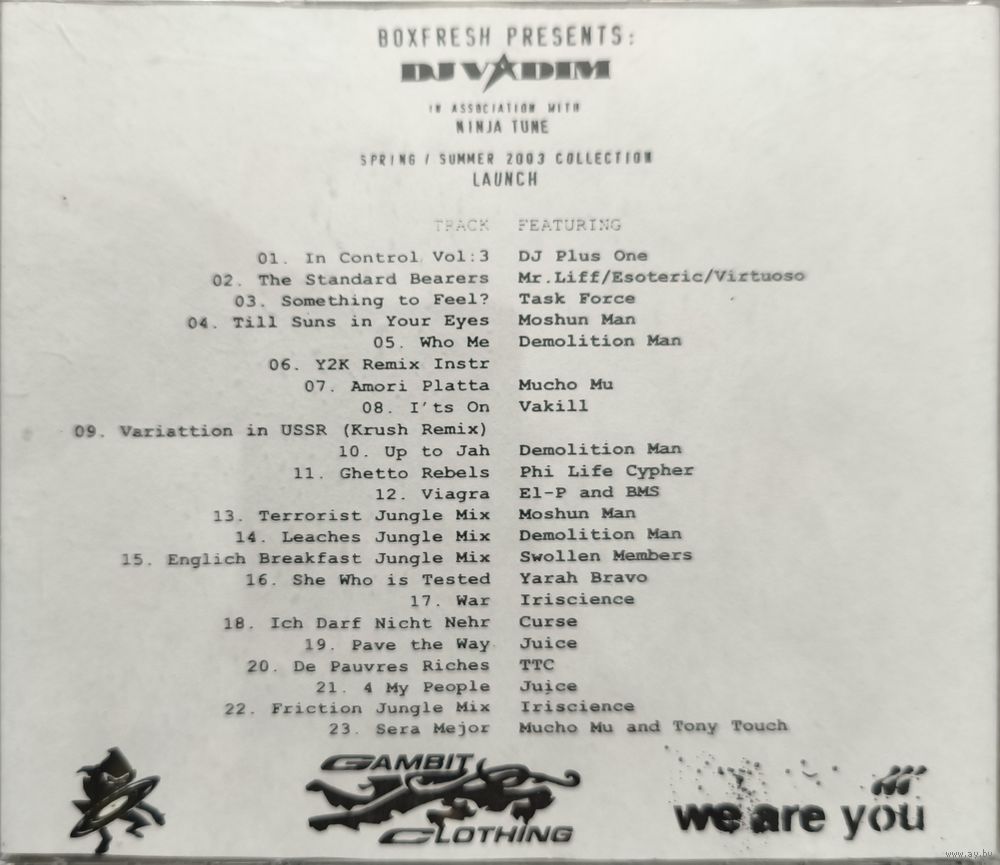 BOXFRESH PRESENTS:
DJ VADIM
IN ASSOCIATION WITH
NINJA TUNE
SPRING / SUMMER 2003 COLLECTION
LAUNCH
TRACK FEATURING
01. In Control Vol:3 DJ Plus One
02. The Standard Bearers Mr.Liff/Esoteric/Virtuoso
03. Something to Feel? Task Force
04. Till Suns in Your Eyes Moshun Man
05. Who Me Demolition Man
06. Y2K Remix Instr
07. Amori Platta Mucho Mu
08. I'ts On Vakill
09. Variattion in USSR (Krush Remix)
10. Up to Jah Demolition Man
11. Ghetto Rebels Phi Life Cypher
12. Viagra El-P and BMS
13. Terrorist Jungle Mix Moshun Man
14. Leaches Jungle Mix Demolition Man
15. Englich Breakfast Jungle Mix Swollen Members
16. She Who is Tested Yarah Bravo
17. War Iriscience
18. Ich Darf Nicht Nehr Curse
19. Pave the Way Juice
20. De Pauvres Riches TTC
21. 4 My People Juice
22. Friction Jungle Mix Iriscience
23. Sera Mejor Mucho Mu and Tony Touch
GAMBIT
CLOTHING
we are you
www.ay.by